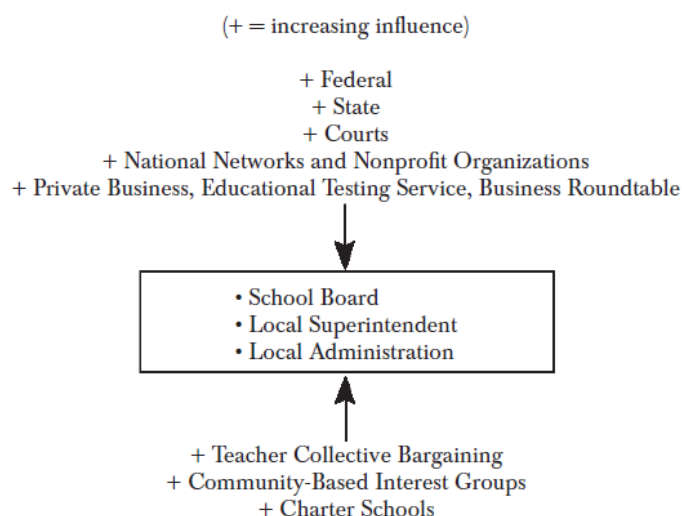 (+ = increasing influence)
+ Federal
+ State
+ Courts
+ National Networks and Nonprofit Organizations
+ Private Business, Educational Testing Service, Business Roundtable
• School Board
• Local Superintendent
• Local Administration
+ Teacher Collective Bargaining
+ Community-Based Interest Groups
+ Charter Schools